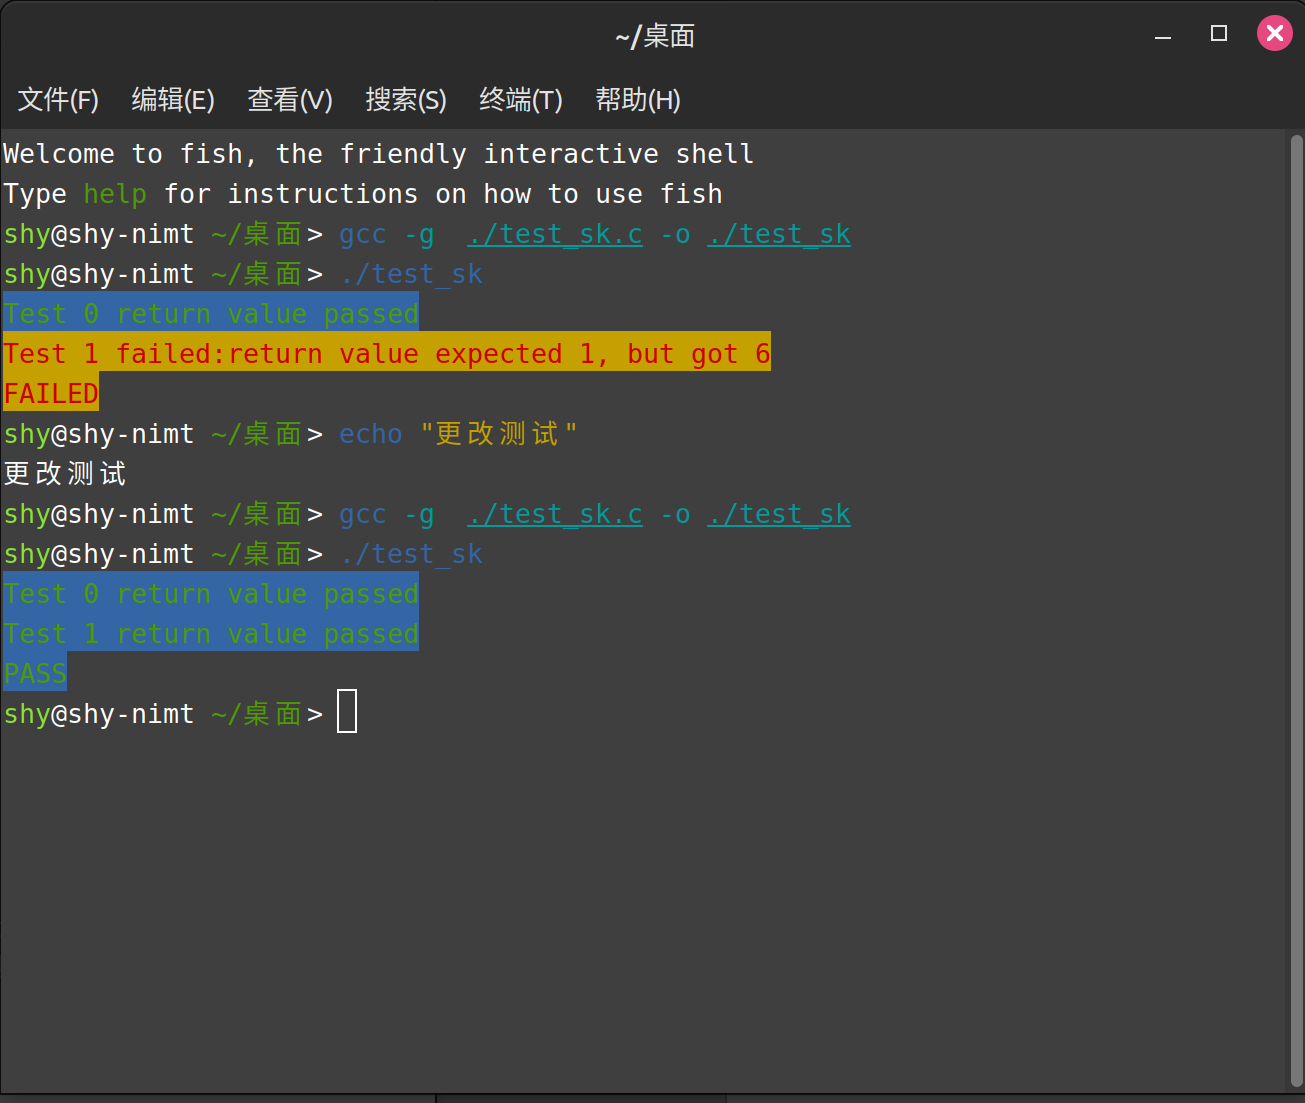 ~/桌面
文件(F) 编辑(E) 查看(V) 搜索(S) 终端(T) 帮助(H)
Welcome to fish, the friendly interactive shell
Type help for instructions on how to use fish
shy@shy-nimt ~/桌面> gcc -g  ./test_sk.c -o ./test_sk
shy@shy-nimt ~/桌面> ./test_sk
Test 0 return value passed
Test 1 failed:return value expected 1, but got 6
FAILED
shy@shy-nimt ~/桌面> echo "更改测试"
更改测试
shy@shy-nimt ~/桌面> gcc -g  ./test_sk.c -o ./test_sk
shy@shy-nimt ~/桌面> ./test_sk
Test 0 return value passed
Test 1 return value passed
PASS
shy@shy-nimt ~/桌面>